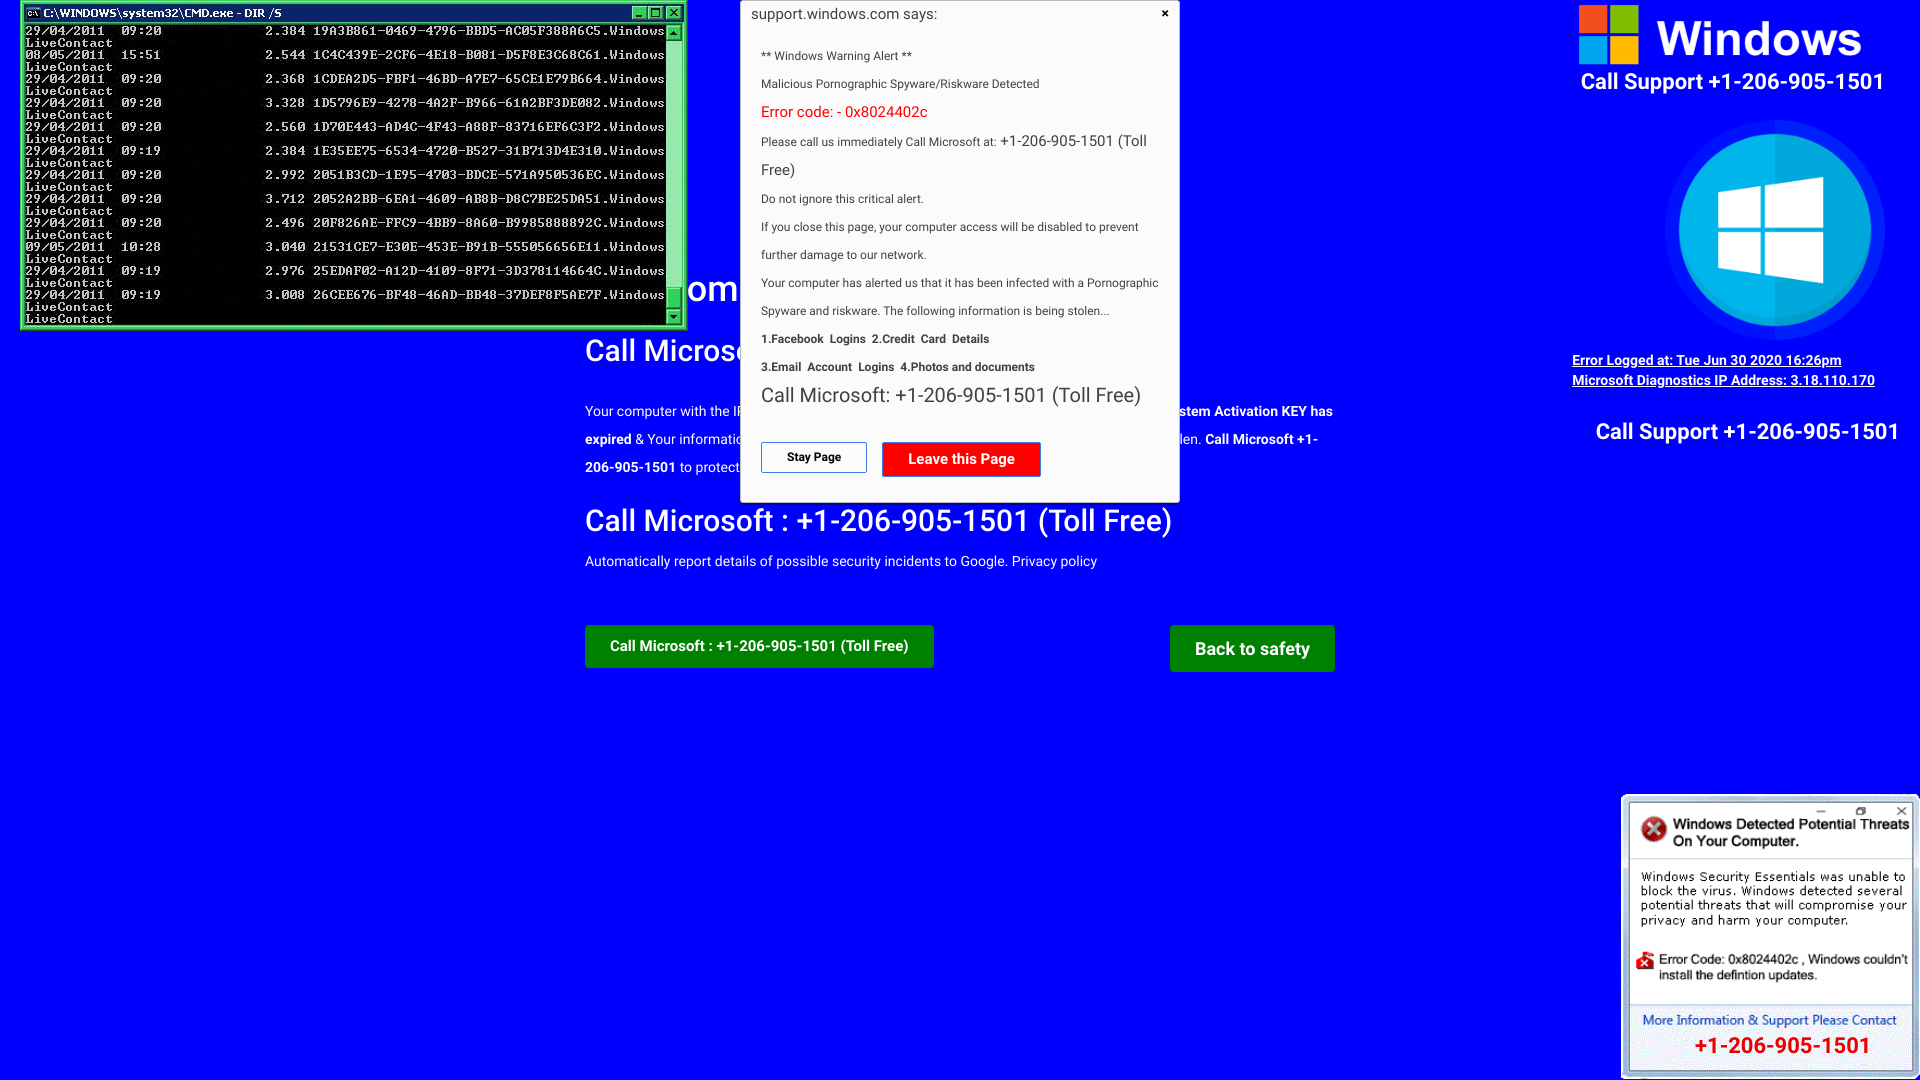 C:\WINDOWS\system32\CMD.exe - DIR /S
29/04/2011 09:20 2.384 19A3B861-0469-4796-BBD5-AC05F388A6C5.Windows
LiveContact
08/05/2011 15:51 2.544 1C4C439E-2CF6-4E18-B081-D5F8E3C68C61.Windows
LiveContact
29/04/2011 09:20 2.368 1CDEA2D5-FBF1-46BD-A7E7-65CE1E79B664.Windows
LiveContact
29/04/2011 09:20 3.328 1D5796E9-4278-4A2F-B966-61A2BF3DE082.Windows
LiveContact
29/04/2011 09:20 2.560 1D70E443-AD4C-4F43-A88F-83716EF6C3F2.Windows
LiveContact
29/04/2011 09:19 2.384 1E35EE75-6534-4720-B527-31B713D4E310.Windows
LiveContact
29/04/2011 09:20 2.992 2051B3CD-1E95-4703-BDCE-571A950536EC.Windows
LiveContact
29/04/2011 09:20 3.712 2052A2BB-6EA1-4609-AB8B-D8C7BE25DA51.Windows
LiveContact
29/04/2011 09:20 2.496 20F826AE-FFC9-4BB9-8A60-B9985888892C.Windows
LiveContact
09/05/2011 10:28 3.040 21531CE7-E30E-453E-B91B-555056656E11.Windows
LiveContact
29/04/2011 09:19 2.976 25EDAF02-A12D-4109-8F71-3D378114664C.Windows
LiveContact
29/04/2011 09:19 3.008 26CEE676-BF48-46AD-BB48-37DEF8F5AE7F.Windows
LiveContact
LiveContact
support.windows.com says:
** Windows Warning Alert **
Malicious Pornographic Spyware/Riskware Detected
Error code: - 0x8024402c
Please call us immediately Call Microsoft at: +1-206-905-1501 (Toll
Free)
Do not ignore this critical alert.
If you close this page, your computer access will be disabled to prevent
further damage to our network.
Your computer has alerted us that it has been infected with a Pornographic
Spyware and riskware. The following information is being stolen...
1.Facebook Logins 2.Credit Card Details
3.Email Account Logins 4.Photos and documents
Call Microsoft: +1-206-905-1501 (Toll Free)
Stay Page
Leave this Page
om
Call Micros
Your computer with the stem Activation KEY has
expired & Your informatio len. Call Microsoft +1-
206-905-1501 to protect
Call Microsoft : +1-206-905-1501 (Toll Free)
Automatically report details of possible security incidents to Google. Privacy policy
Call Microsoft : +1-206-905-1501 (Toll Free)
Back to safety
Windows
Call Support +1-206-905-1501
Error Logged at: Tue Jun 30 2020 16:26pm
Microsoft Diagnostics IP Address: 3.18.110.170
Call Support +1-206-905-1501
Windows Detected Potential Threats
On Your Computer.
Windows Security Essentials was unable to
block the virus. Windows detected several
potential threats that will compromise your
privacy and harm your computer.
Error Code: 0x8024402c , Windows couldn't
install the defintion updates.
More Information & Support Please Contact
+1-206-905-1501